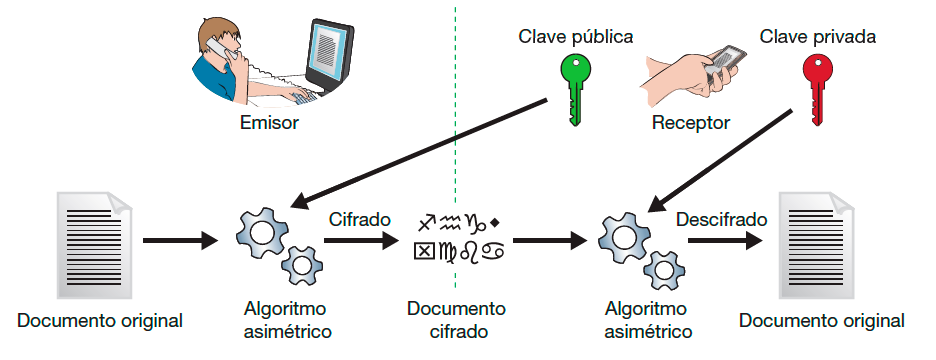 Clave pública
Clave privada
Emisor
Receptor
Cifrado
Descifrado
Documento original
Algoritmo
asimétrico
Documento
cifrado
Algoritmo
asimétrico
Documento original